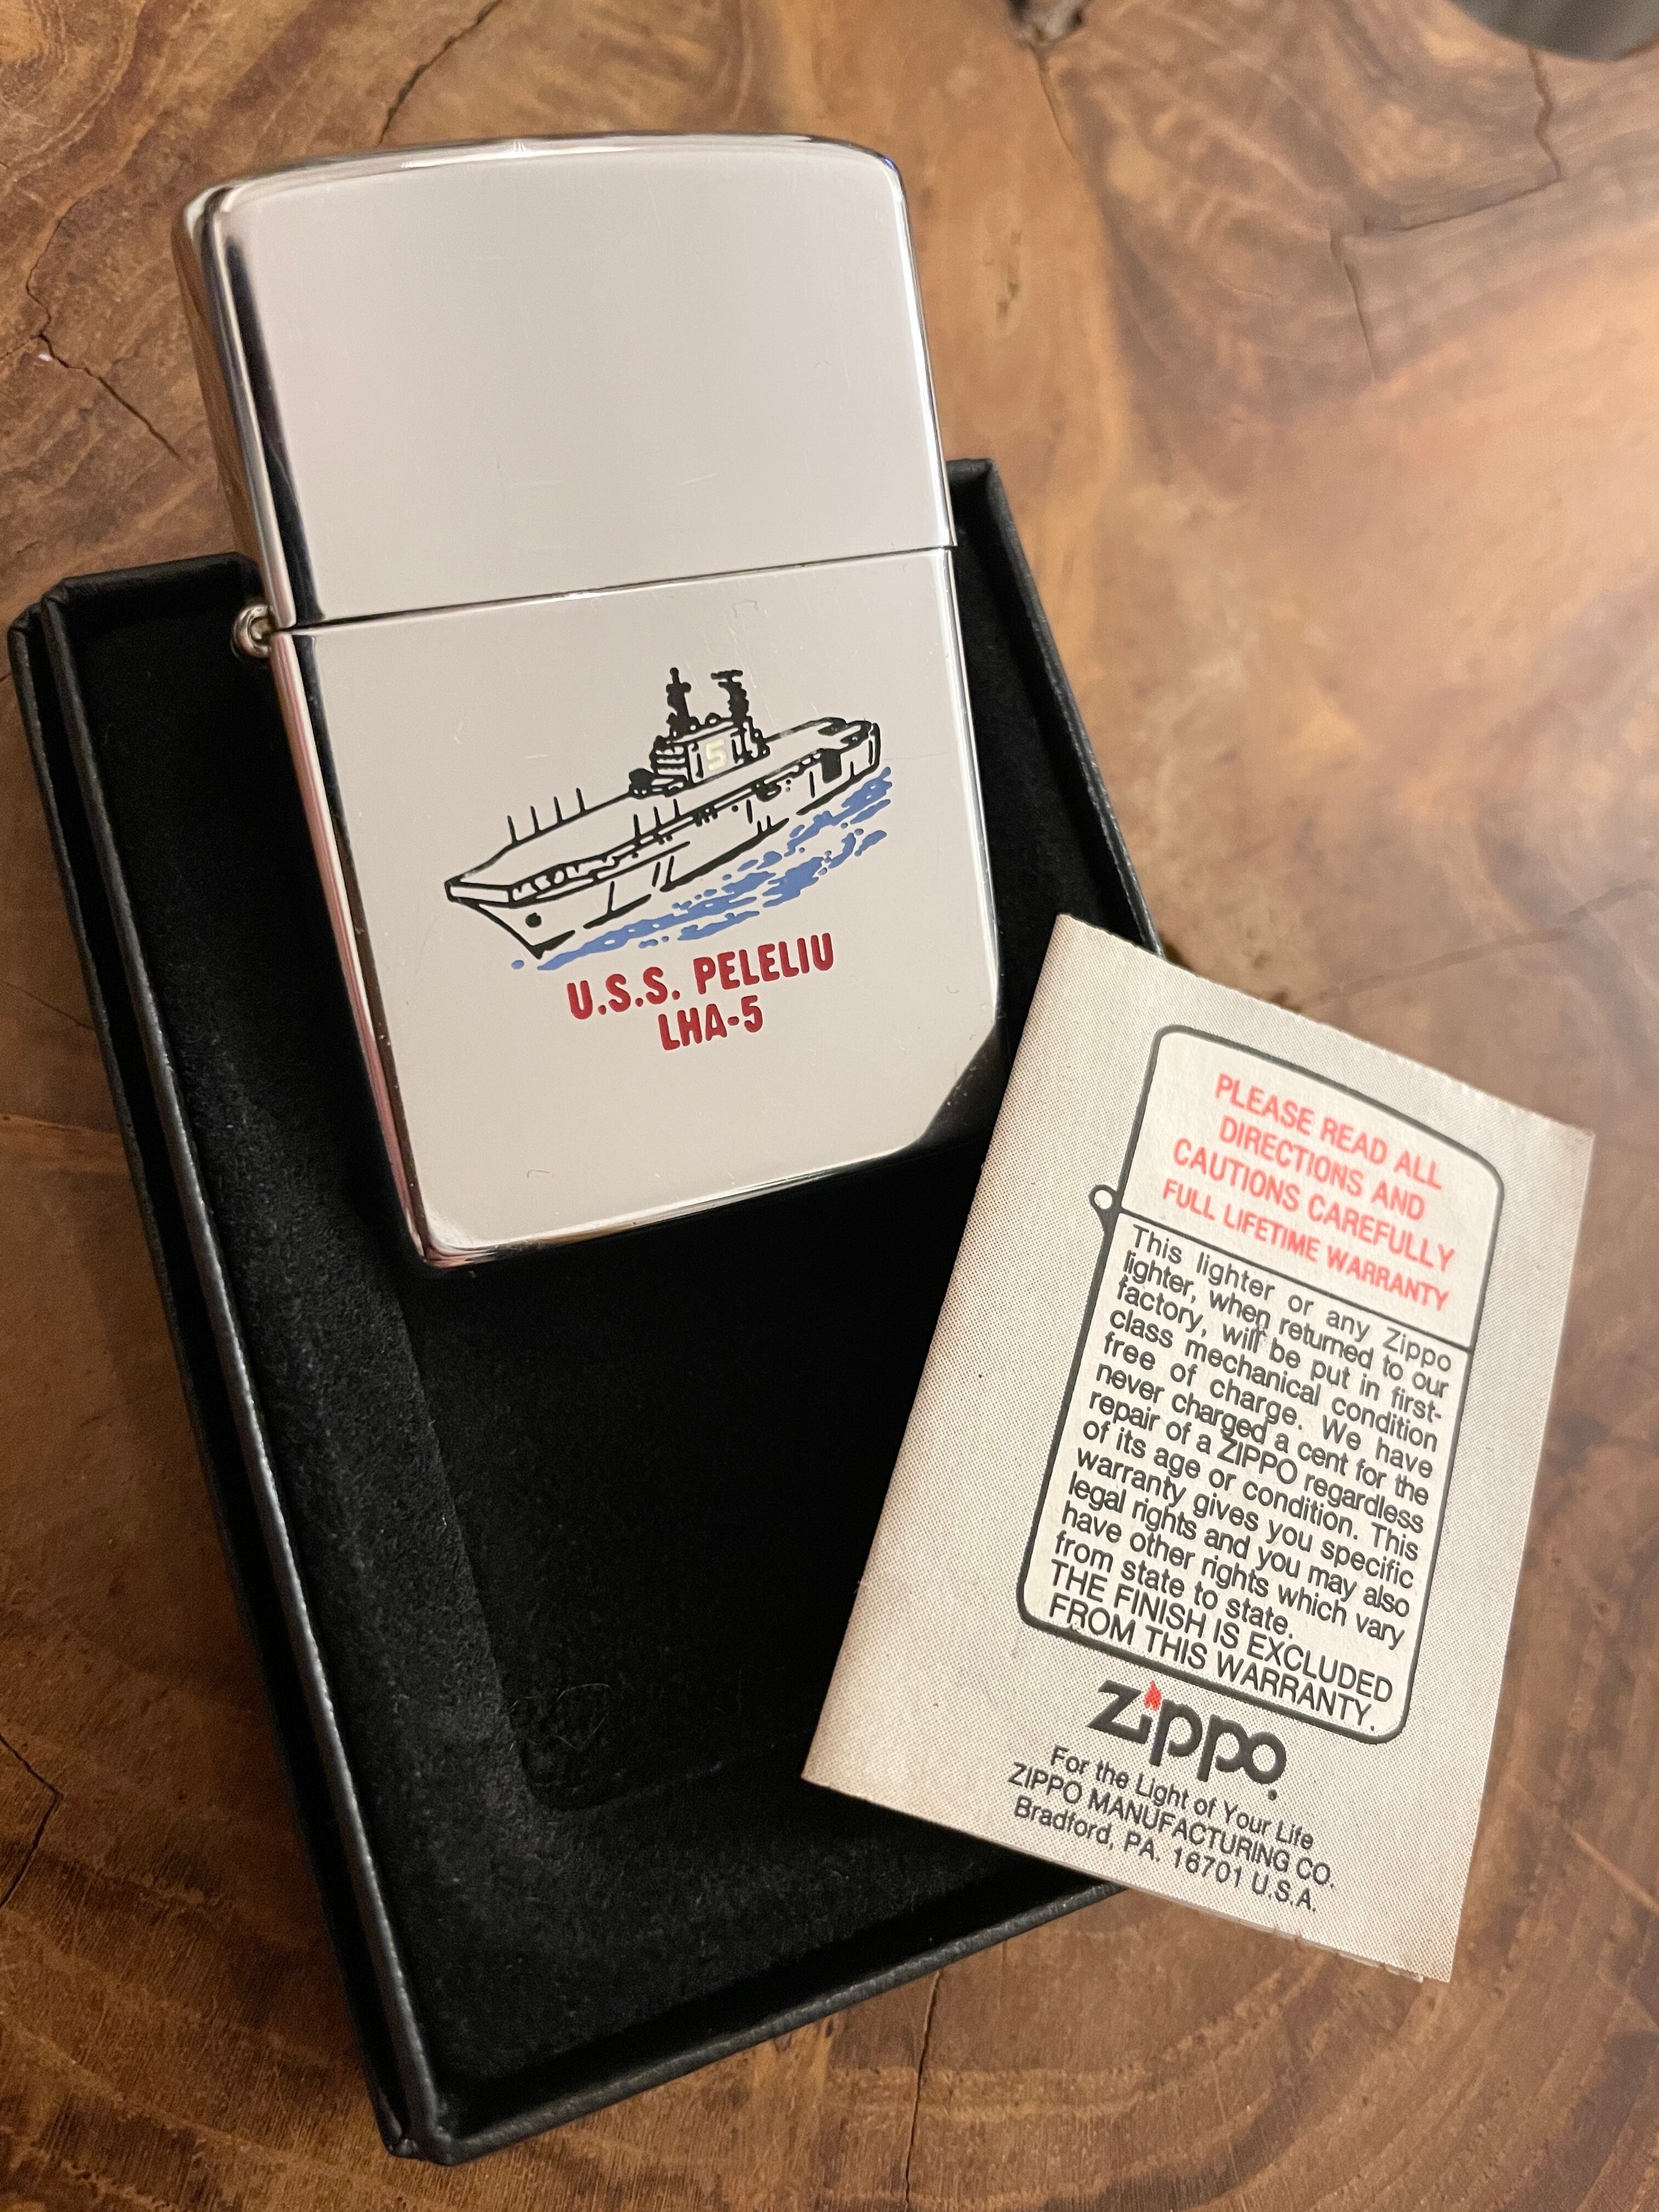 5
U.S.S. PELELIU
LHA-5
PLEASE READ ALL
DIRECTIONS AND
CAUTIONS CAREFULLY
FULL LIFETIME WARRANTY
This lighter or any Zippo
lighter, when returned to our
factory, will be put in first-
class mechanical condition
free of charge. We have
never charged a cent for the
repair of a ZIPPO regardless
of its age or condition. This
warranty gives you specific
legal rights and you may also
have other rights which vary
from state to state.
THE FINISH IS EXCLUDED
FROM THIS WARRANTY.
Zippo®
For the Light of Your Life
ZIPPO MANUFACTURING CO.
Bradford, PA. 16701 U.S.A.